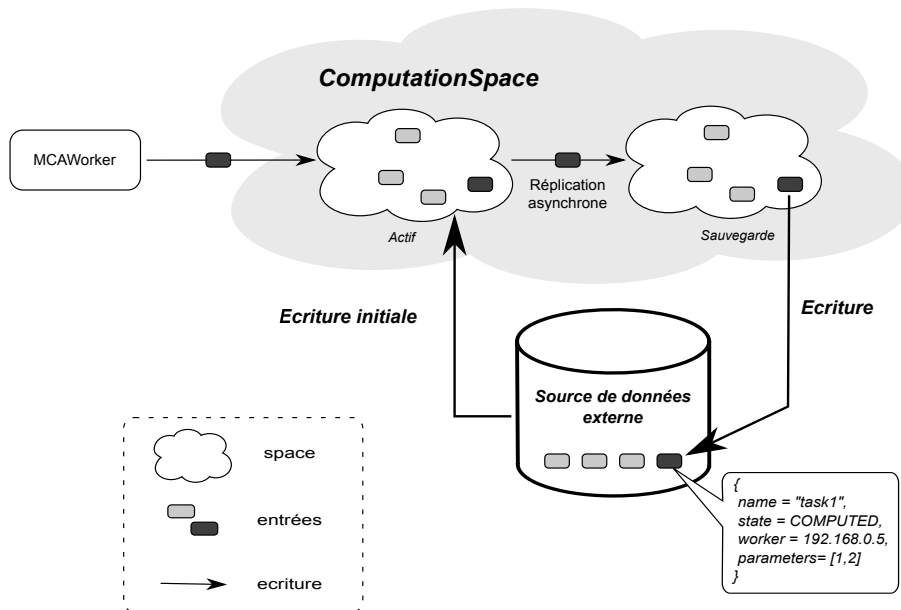 ComputationSpace
MCAWorker
Réplication
asynchrone
Actif
Sauvegarde
Ecriture initiale
Ecriture
Source de données
externe
space
entrées
ecriture
{
name = "task1",
state = COMPUTED,
worker = 192.168.0.5,
parameters= [1,2]
}